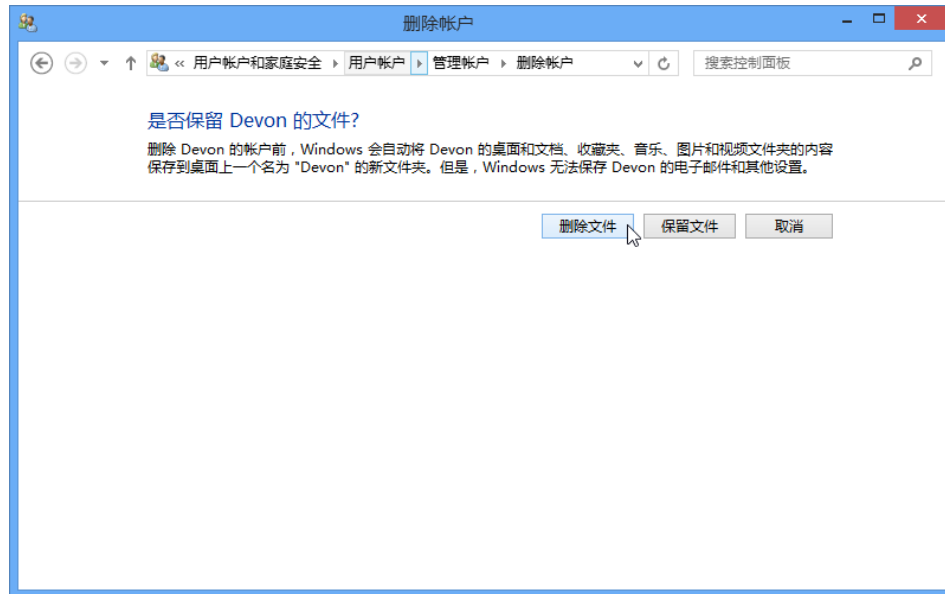 删除帐户
« 用户帐户和家庭安全 ▸ 用户帐户 ▸ 管理帐户 ▸ 删除帐户
搜索控制面板
是否保留 Devon 的文件?
删除 Devon 的帐户前，Windows 会自动将 Devon 的桌面和文档、收藏夹、音乐、图片和视频文件夹的内容
保存到桌面上一个名为 "Devon" 的新文件夹。但是，Windows 无法保存 Devon 的电子邮件和其他设置。
删除文件 保留文件 取消